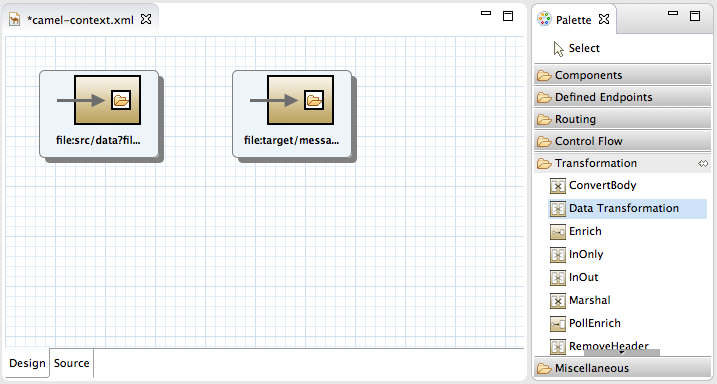 *camel-context.xml
file:src/data?fil...
file:target/messa...
Design
Source
Palette
Select
Components
Defined Endpoints
Routing
Control Flow
Transformation
ConvertBody
Data Transformation
Enrich
InOnly
InOut
Marshal
PollEnrich
RemoveHeader
Miscellaneous